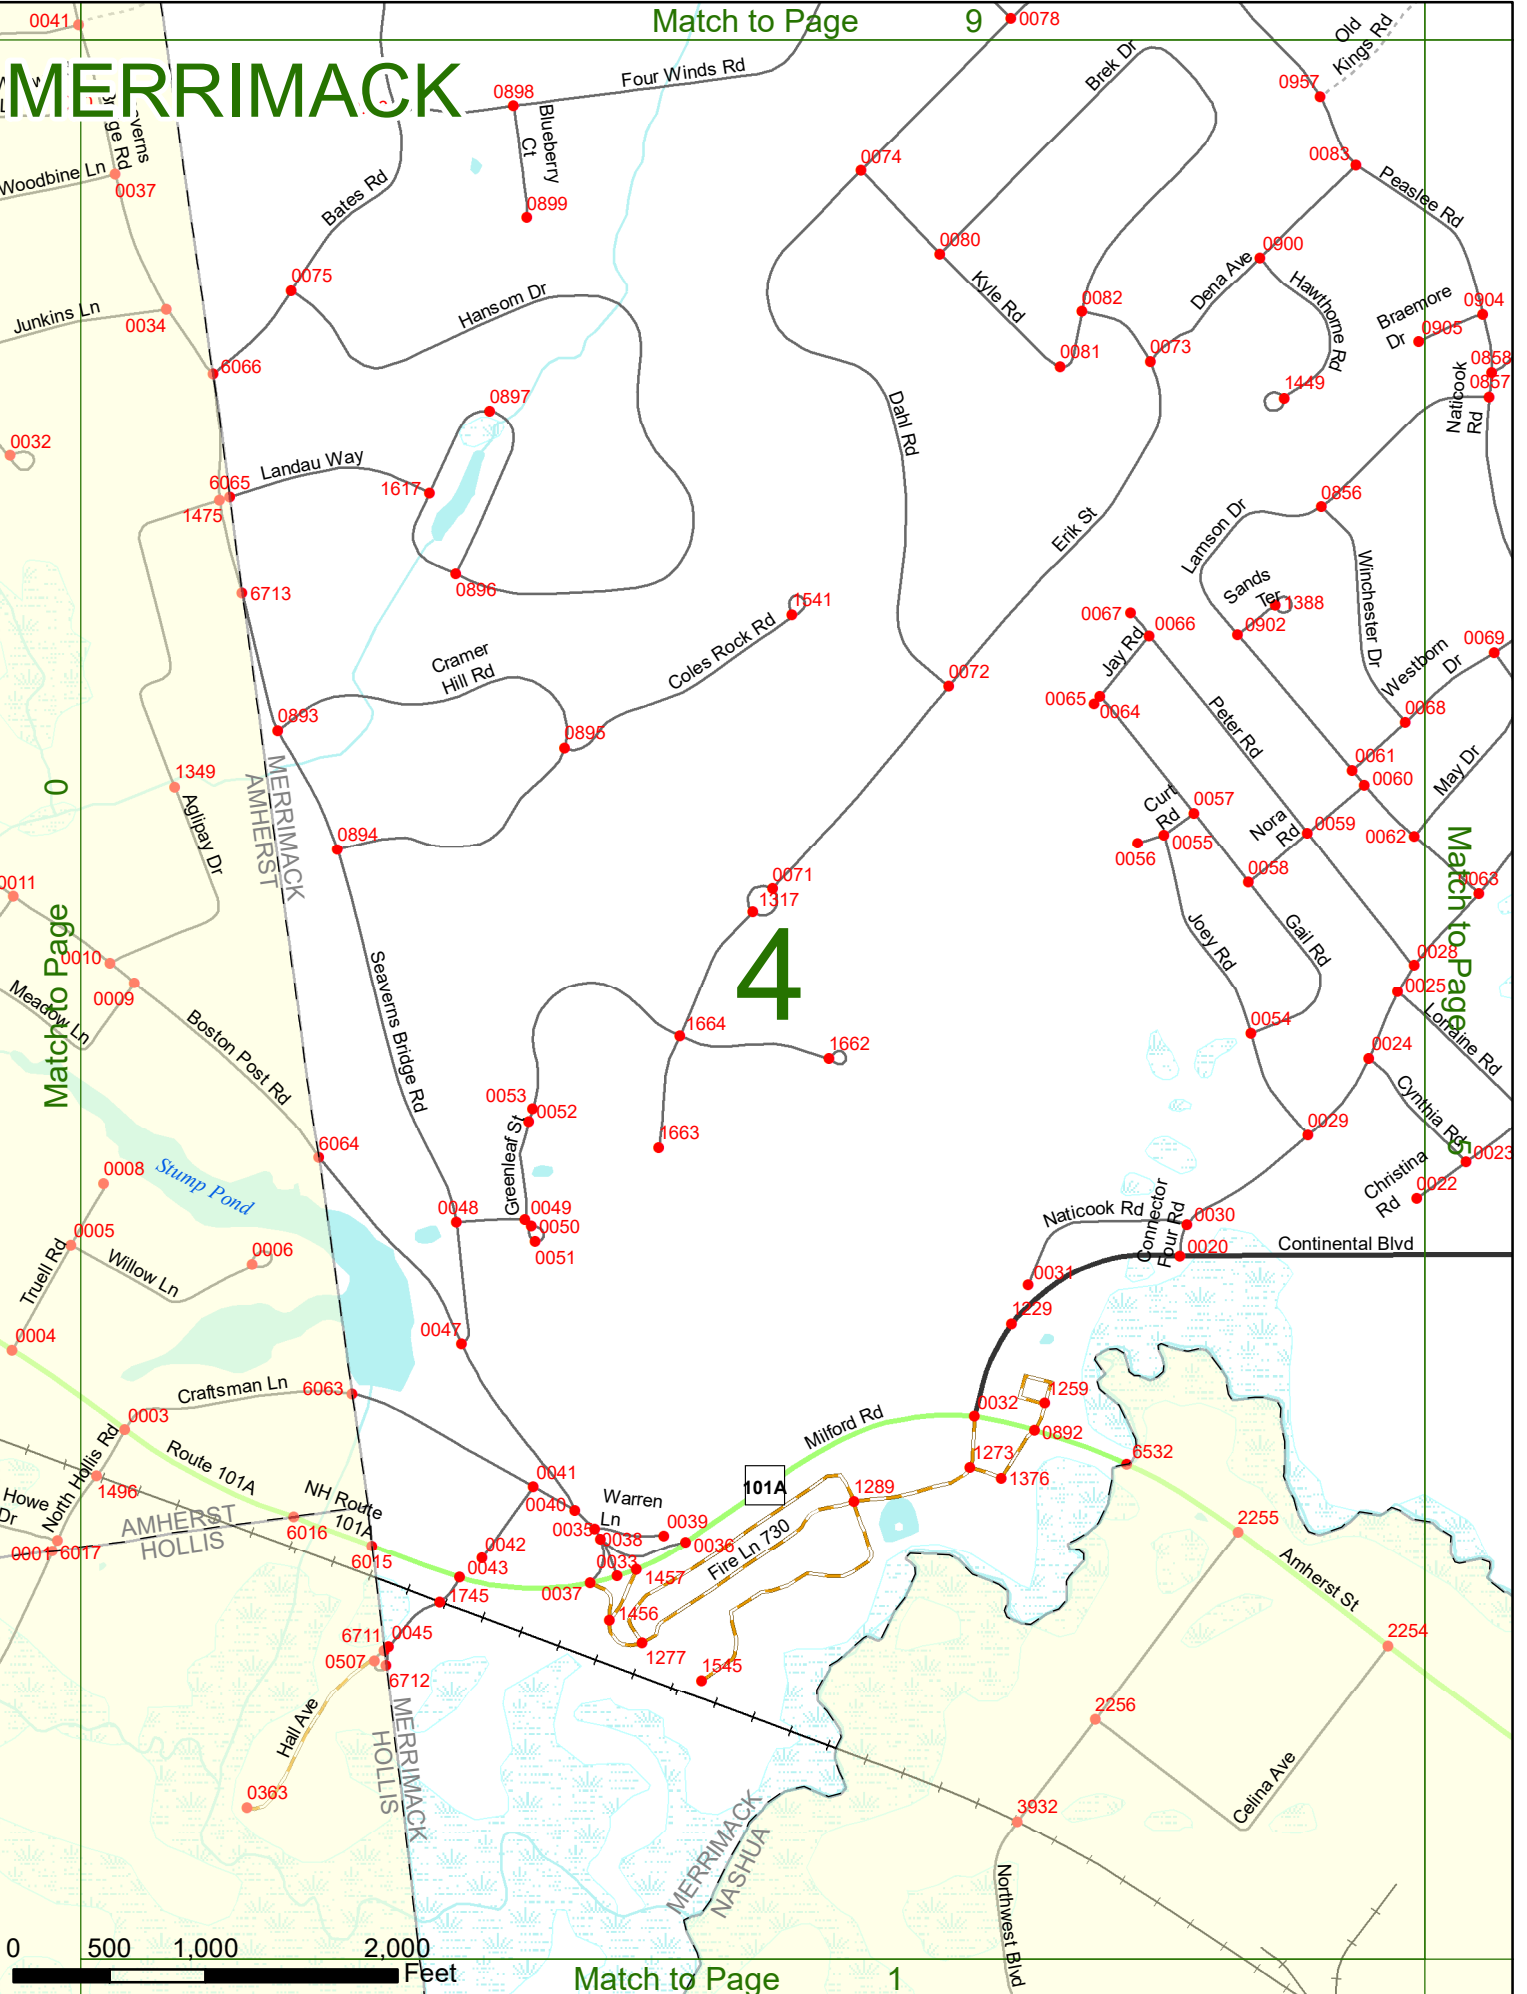 0041
Match to Page 9
0078
Old
Kings Rd
MERRIMACK
Four Winds Rd
Brek Dr
0957
0898
Blueberry
Ct
0074
0083
Woodbine Ln
0037
Peaslee Rd
Bates Rd
0899
0080
0900
0075
Hansom Dr
Kyle Rd
0082
Dena Ave
Hawthorne Rd
Braemore
Dr
0904
0905
Junkins Ln
0034
0081
0073
6066
0858
0857
1449
0897
Naticook
Rd
Dahl Rd
0032
Landau Way
6065
1617
1475
0856
Lamson Dr
Erik St
6713
0896
Winchester Dr
Sands
Ter
1388
1541
0067
0066
0902
0069
Coles Rock Rd
Cramer
Hill Rd
Jay Rd
Westborn
Dr
0072
0065
0064
0893
Peter Rd
0068
0895
MERRIMACK
AMHERST
0061
0060
May Dr
1349
Aglipay Dr
Curt
Rd
0057
Nora
Rd
0059
0894
0056
0055
0062
0058
0011
0071
1317
0063
Match to Page 0
Match to Page 5
Joey Rd
Gail Rd
4
0010
0009
Seaverns Bridge Rd
0028
0025
Meadow Ln
Boston Post Rd
Lorraine Rd
1664
0054
1662
0024
Cynthia Rd
0053
0052
Greenleaf St
6064
1663
0029
0023
Stump Pond
0008
Christina
Rd
0022
0048
0049
0050
0051
Naticook Rd
Connector
Four Rd
0030
0005
0006
0020
Continental Blvd
Truell Rd
Willow Ln
0031
1229
0004
0047
Craftsman Ln
6063
1259
0003
0032
Milford Rd
0892
North Hollis Rd
Route 101A
6532
1273
1376
1496
0041
101A
1289
Howe
Dr
NH Route
101A
0040
Warren
Ln
AMHERST
HOLLIS
6016
0035
0038
0039
0036
2255
0001
6017
6015
0042
0033
Fire Ln 730
1457
0043
0037
Amherst St
1745
1456
6711
0045
1277
2254
0507
6712
1545
Hall Ave
MERRIMACK
HOLLIS
2256
0363
Celina Ave
3932
MERRIMACK
NASHUA
Northwest Blvd
0 500 1,000 2,000
Feet
Match to Page 1